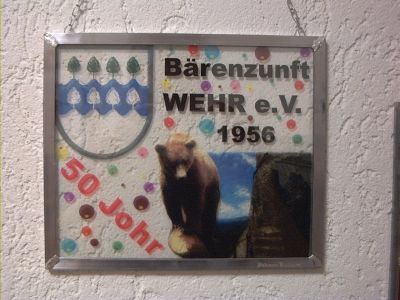 Bärenzunft
WEHR e.V.
1956
50 Johr